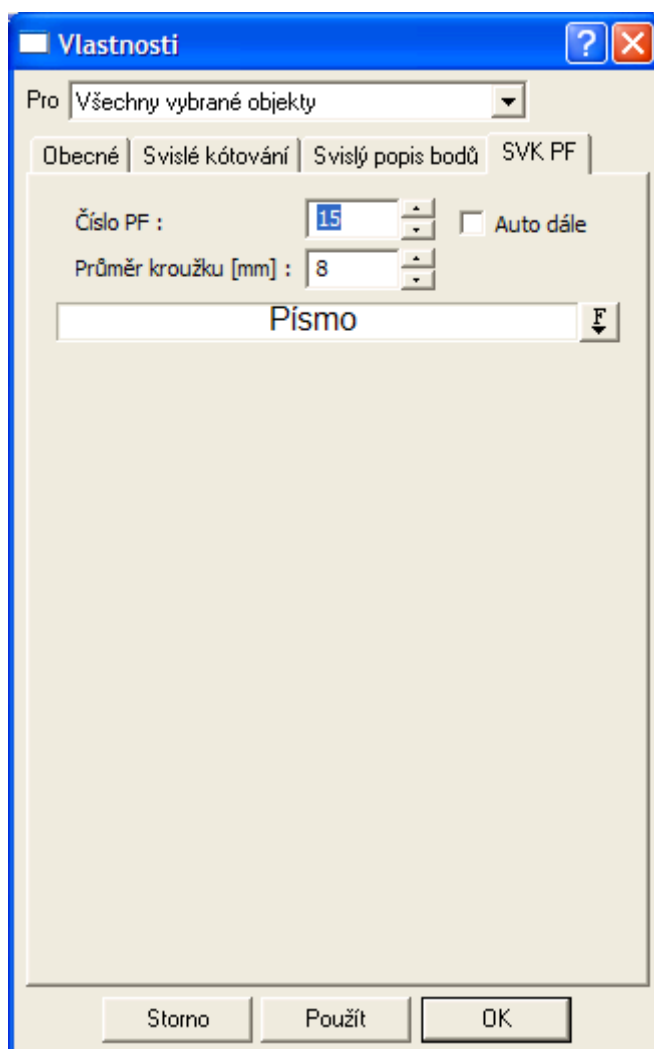 Vlastnosti
Pro Všechny vybrané objekty
Obecné Svislé kótování Svislý popis bodů SVK PF
Číslo PF : 15 Auto dále
Průměr kroužku [mm] : 8
Písmo F
Storno Použít OK